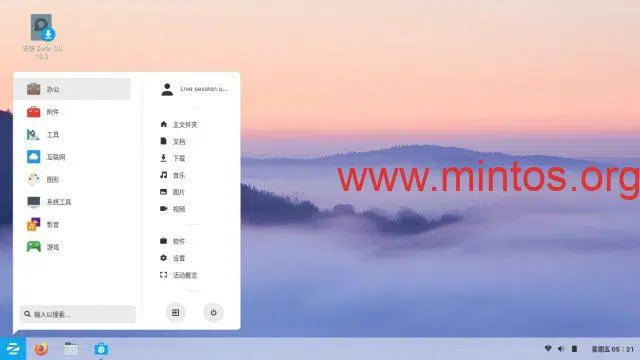 安装 Zorin OS
办公
附件
工具
互联网
图形
系统工具
影音
游戏
输入以搜索...
Live session u...
主文件夹
文档
下载
音乐
图片
视频
软件
设置
活动概览
www.mintos.org
星期五 05：21